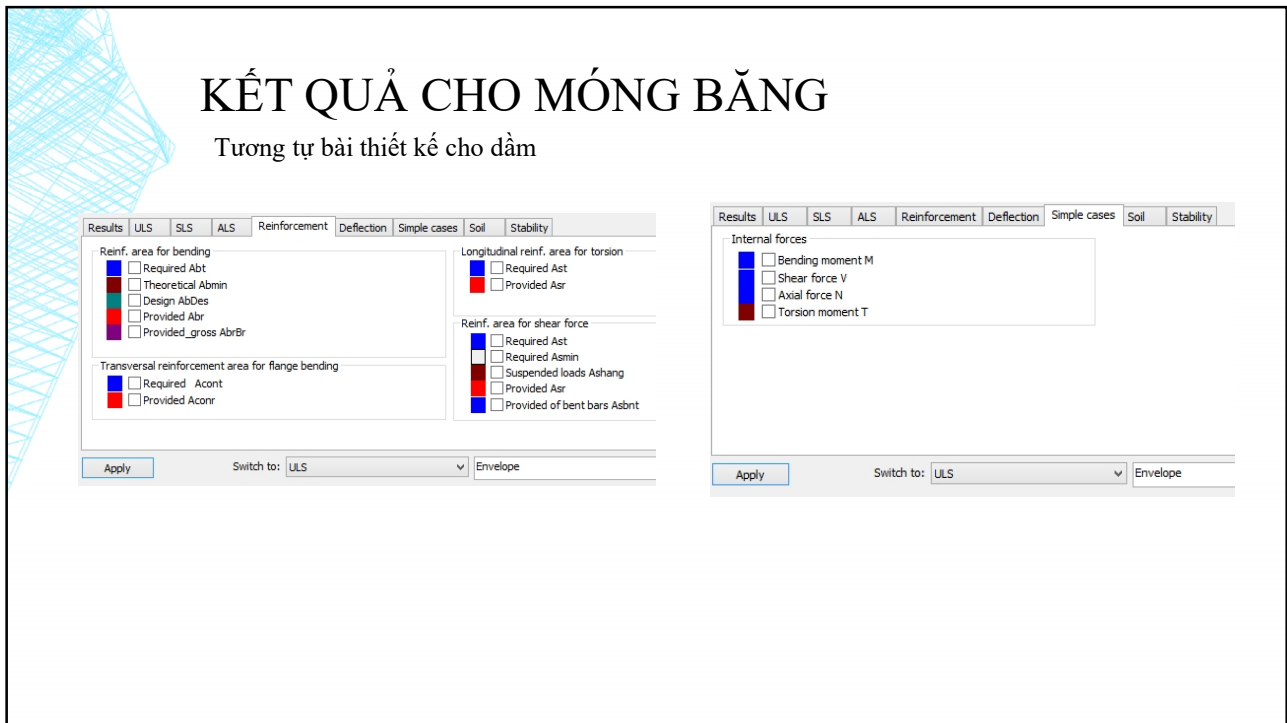 KẾT QUẢ CHO MÓNG BĂNG
Tương tự bài thiết kế cho dầm
Results ULS SLS ALS Reinforcement Deflection Simple cases Soil Stability
Reinf. area for bending
Required Abt
Theoretical Abmin
Design AbDes
Provided Abr
Provided_gross AbrBr
Transversal reinforcement area for flange bending
Required Acont
Provided Aconr
Longitudinal reinf. area for torsion
Required Ast
Provided Asr
Reinf. area for shear force
Required Ast
Required Asmin
Suspended loads Ashang
Provided Asr
Provided of bent bars Asbnt
Apply Switch to: ULS Envelope
Results ULS SLS ALS Reinforcement Deflection Simple cases Soil Stability
Internal forces
Bending moment M
Shear force V
Axial force N
Torsion moment T
Apply Switch to: ULS Envelope